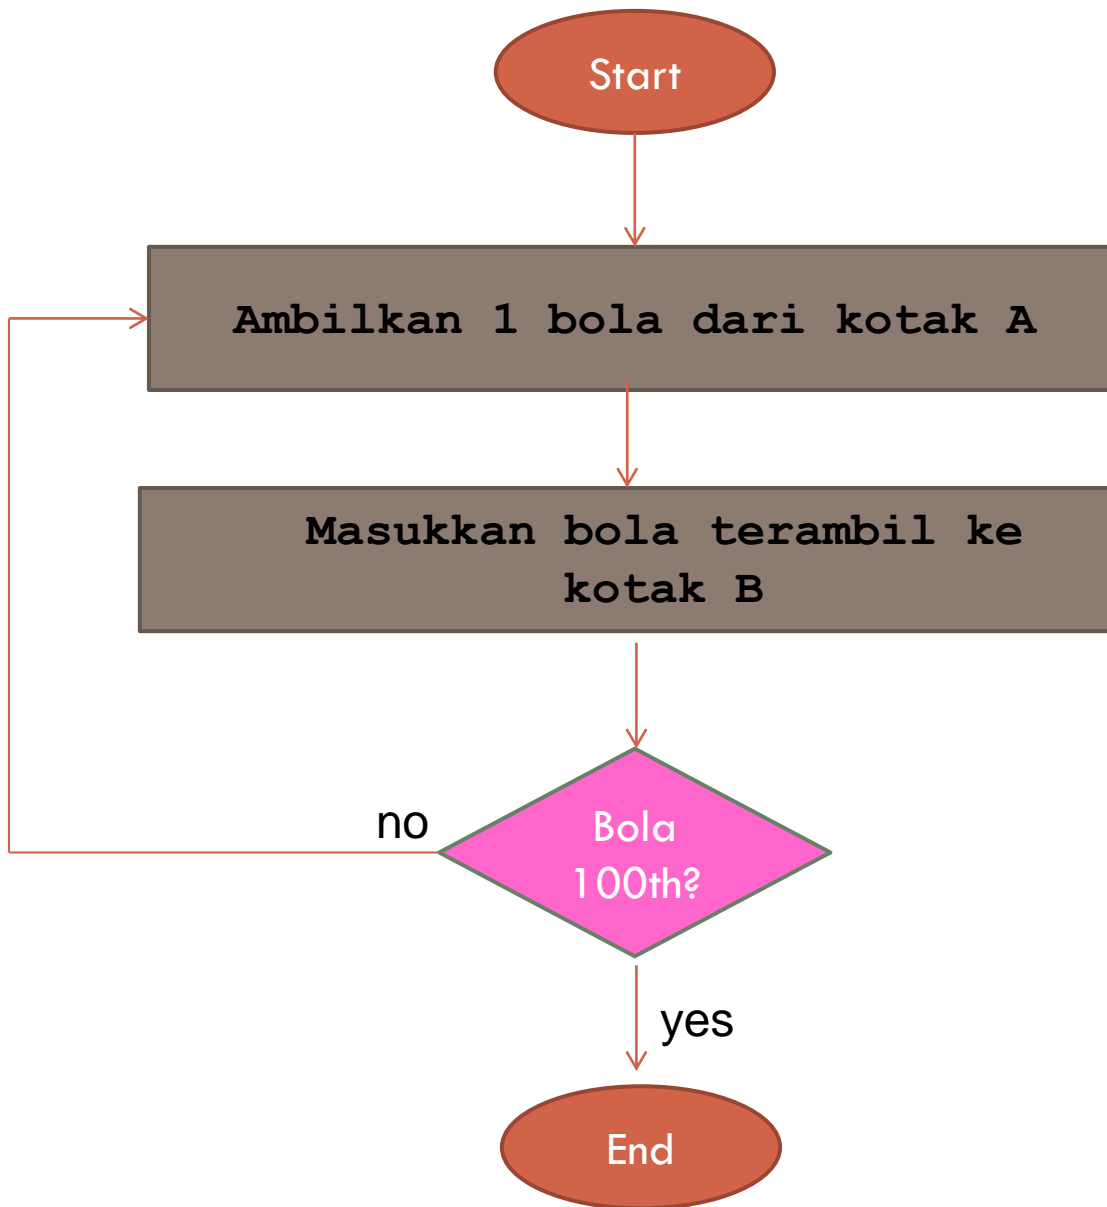 Start
Ambilkan 1 bola dari kotak A
Masukkan bola terambil ke
kotak B
no
Bola
100th?
yes
End